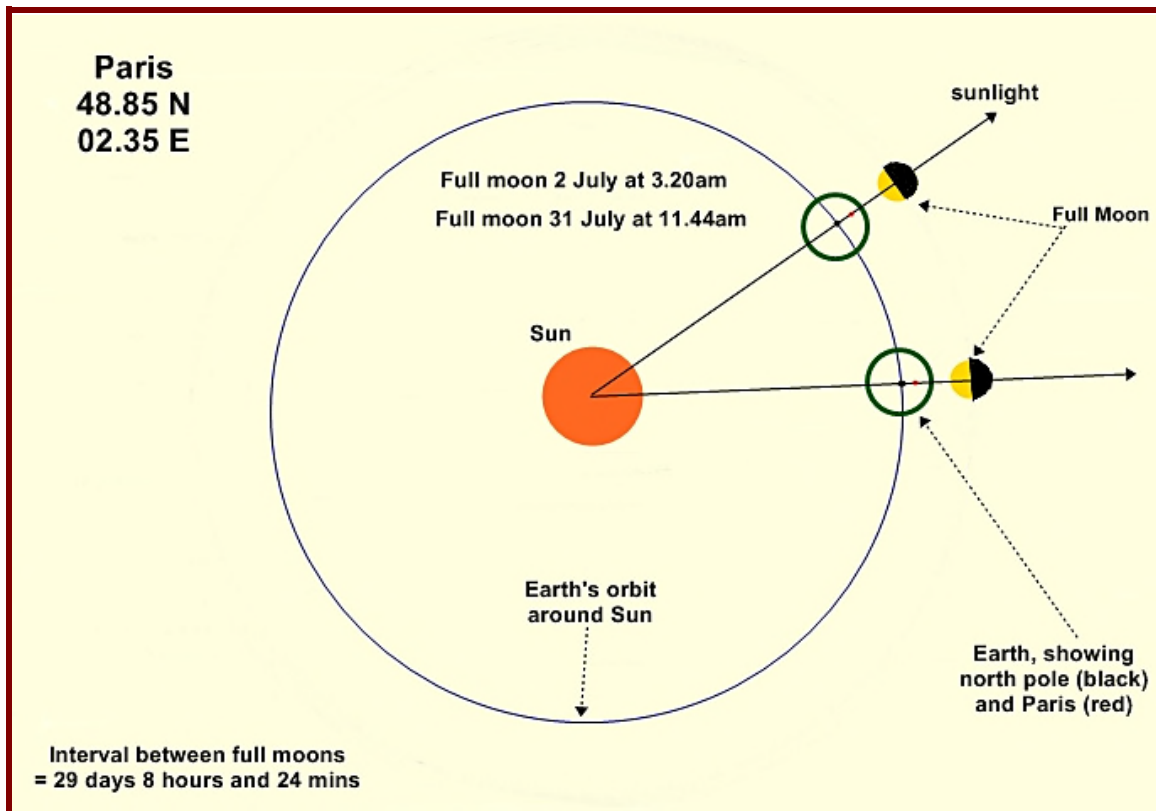 Paris
48.85 N
02.35 E
sunlight
Full moon 2 July at 3.20am
Full moon 31 July at 11.44am
Full Moon
Sun
Earth's orbit
around Sun
Earth, showing
north pole (black)
and Paris (red)
Interval between full moons
= 29 days 8 hours and 24 mins